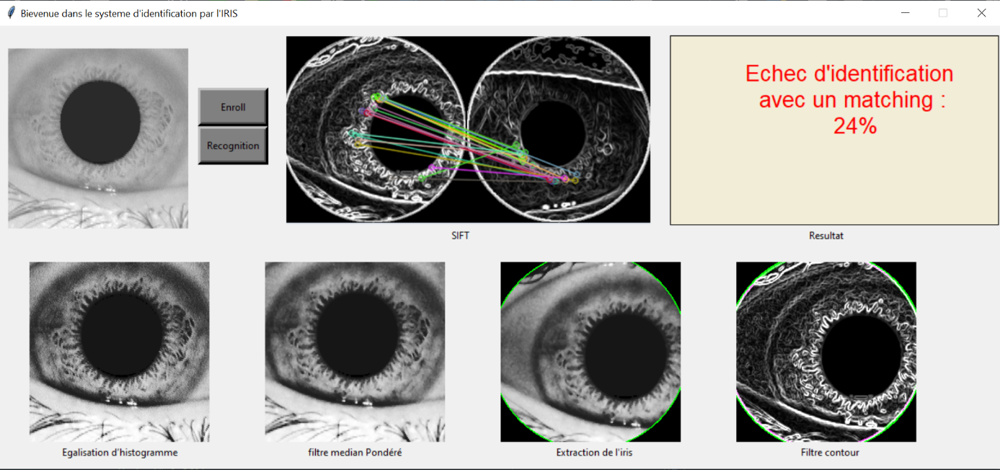 Bievenue dans le systeme d'identification par l'IRIS
Enroll
Recognition
SIFT
Echec d'identification
avec un matching :
24%
Resultat
Egalisation d'histogramme
filtre median Pondéré
Extraction de l'iris
Filtre contour